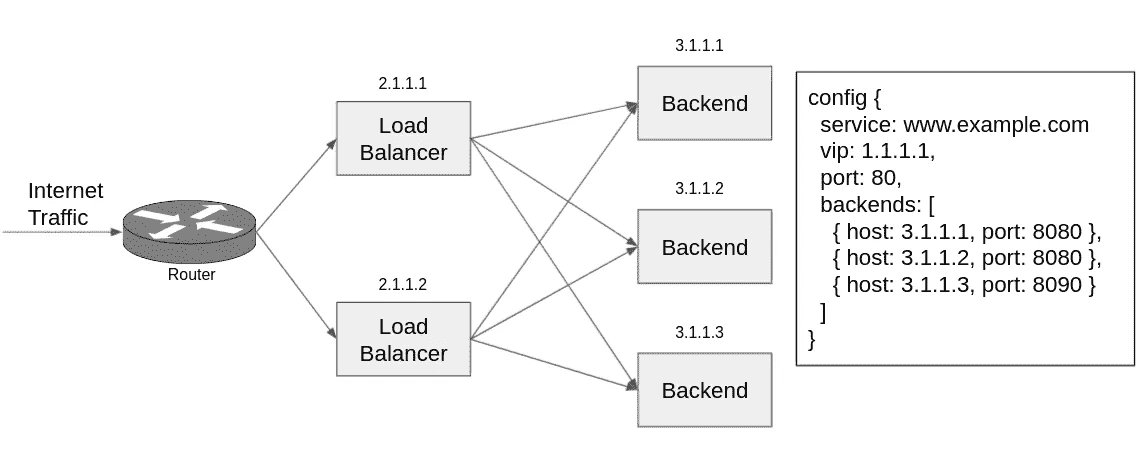 Internet
Traffic
Router
2.1.1.1
Load
Balancer
2.1.1.2
Load
Balancer
3.1.1.1
Backend
3.1.1.2
Backend
3.1.1.3
Backend
config {
service: www.example.com
vip: 1.1.1.1,
port: 80,
backends: [
{ host: 3.1.1.1, port: 8080 },
{ host: 3.1.1.2, port: 8080 },
{ host: 3.1.1.3, port: 8090 }
]
}